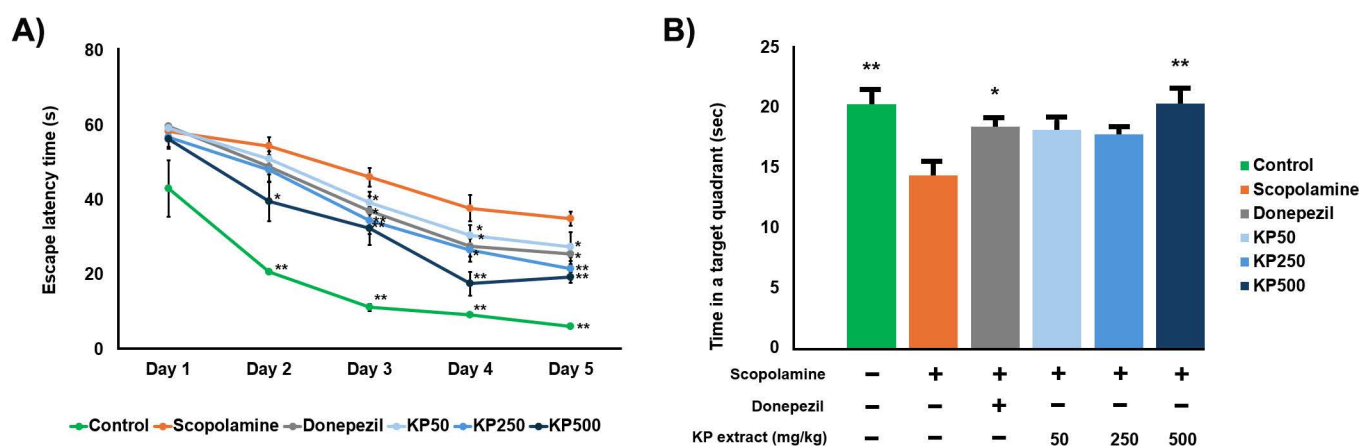 A)
80
60
40
20
0
Escape latency time (s)
*
**
*
*
**
**
**
*
*
*
**
**
*
*
**
**
**
Day 1 Day 2 Day 3 Day 4 Day 5
Control Scopolamine Donepezil KP50 KP250 KP500
B)
25
20
15
10
5
0
Time in a target quadrant (sec)
** * **
Control
Scopolamine
Donepezil
KP50
KP250
KP500
Scopolamine − + + + + +
Donepezil − − + − − −
KP extract (mg/kg) − − − 50 250 500